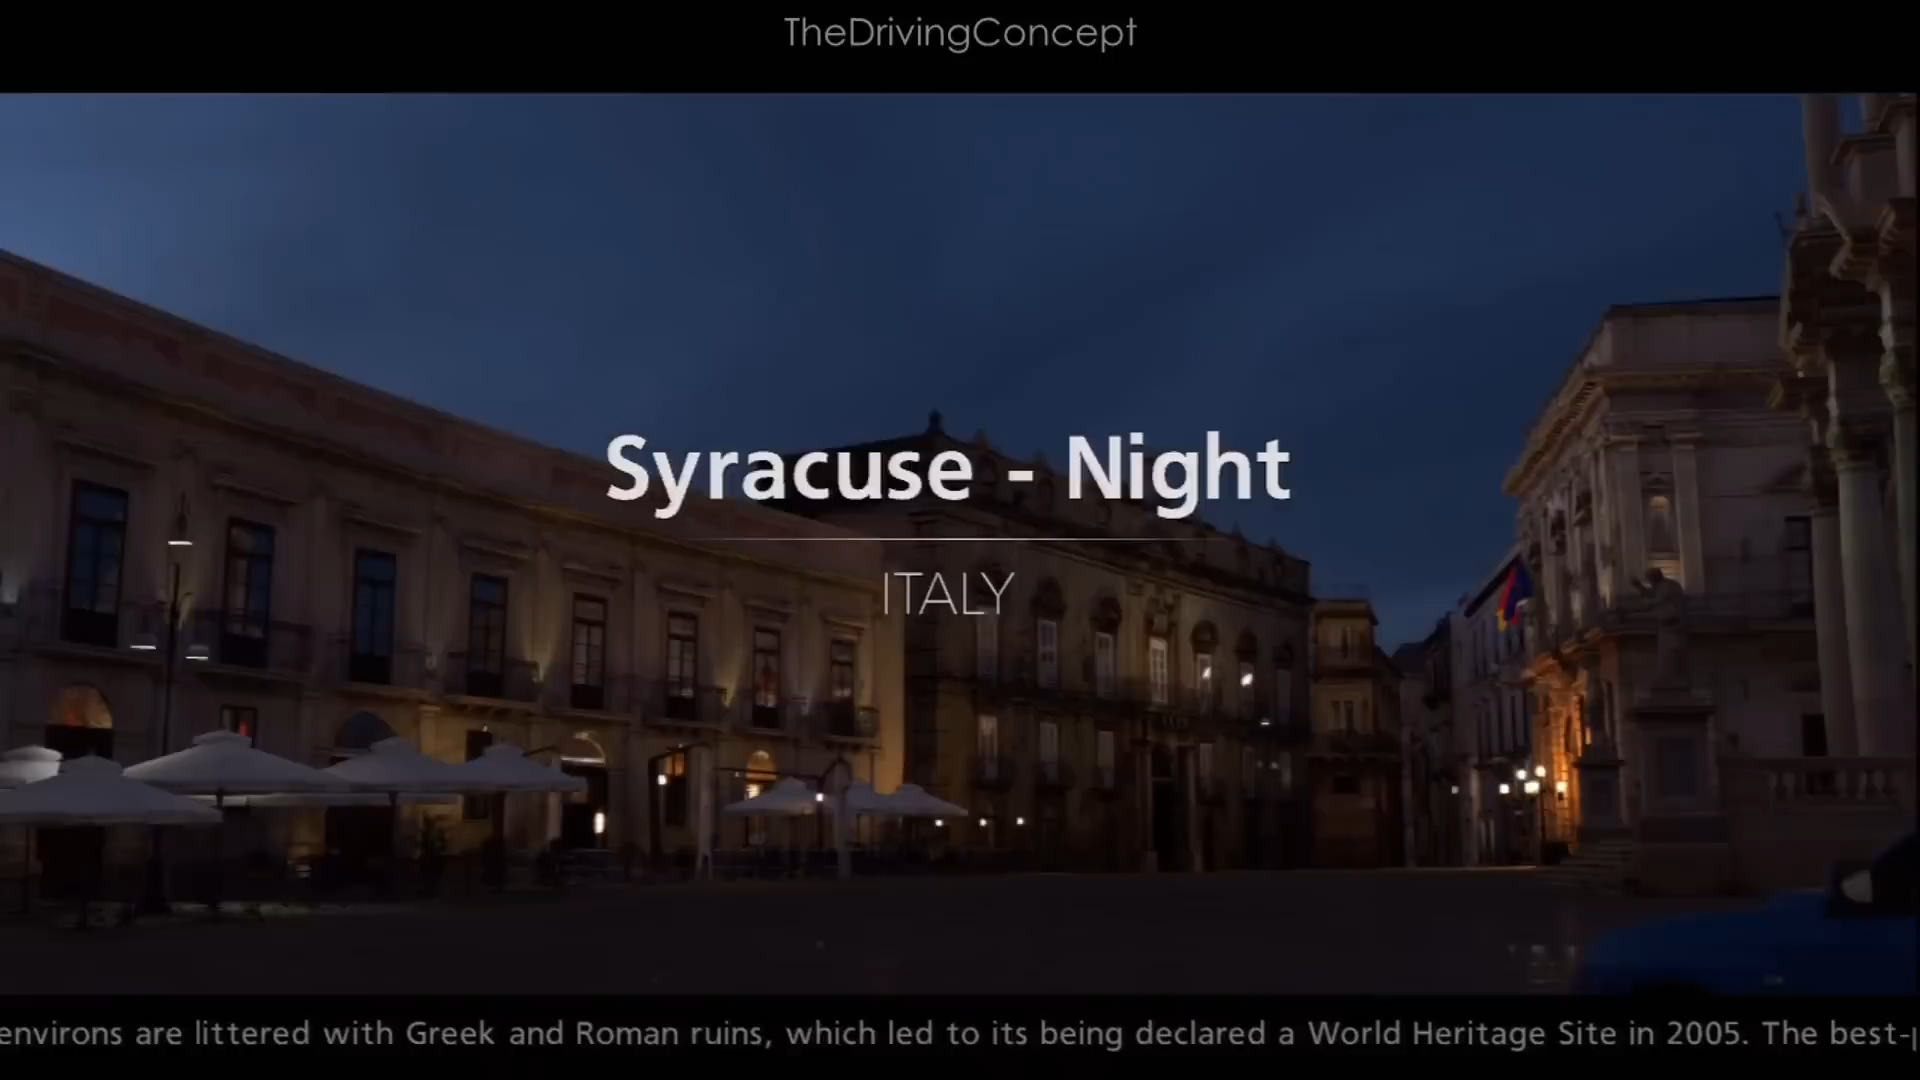 TheDrivingConcept
Syracuse - Night
ITALY
environs are littered with Greek and Roman ruins, which led to its being declared a World Heritage Site in 2005. The best-